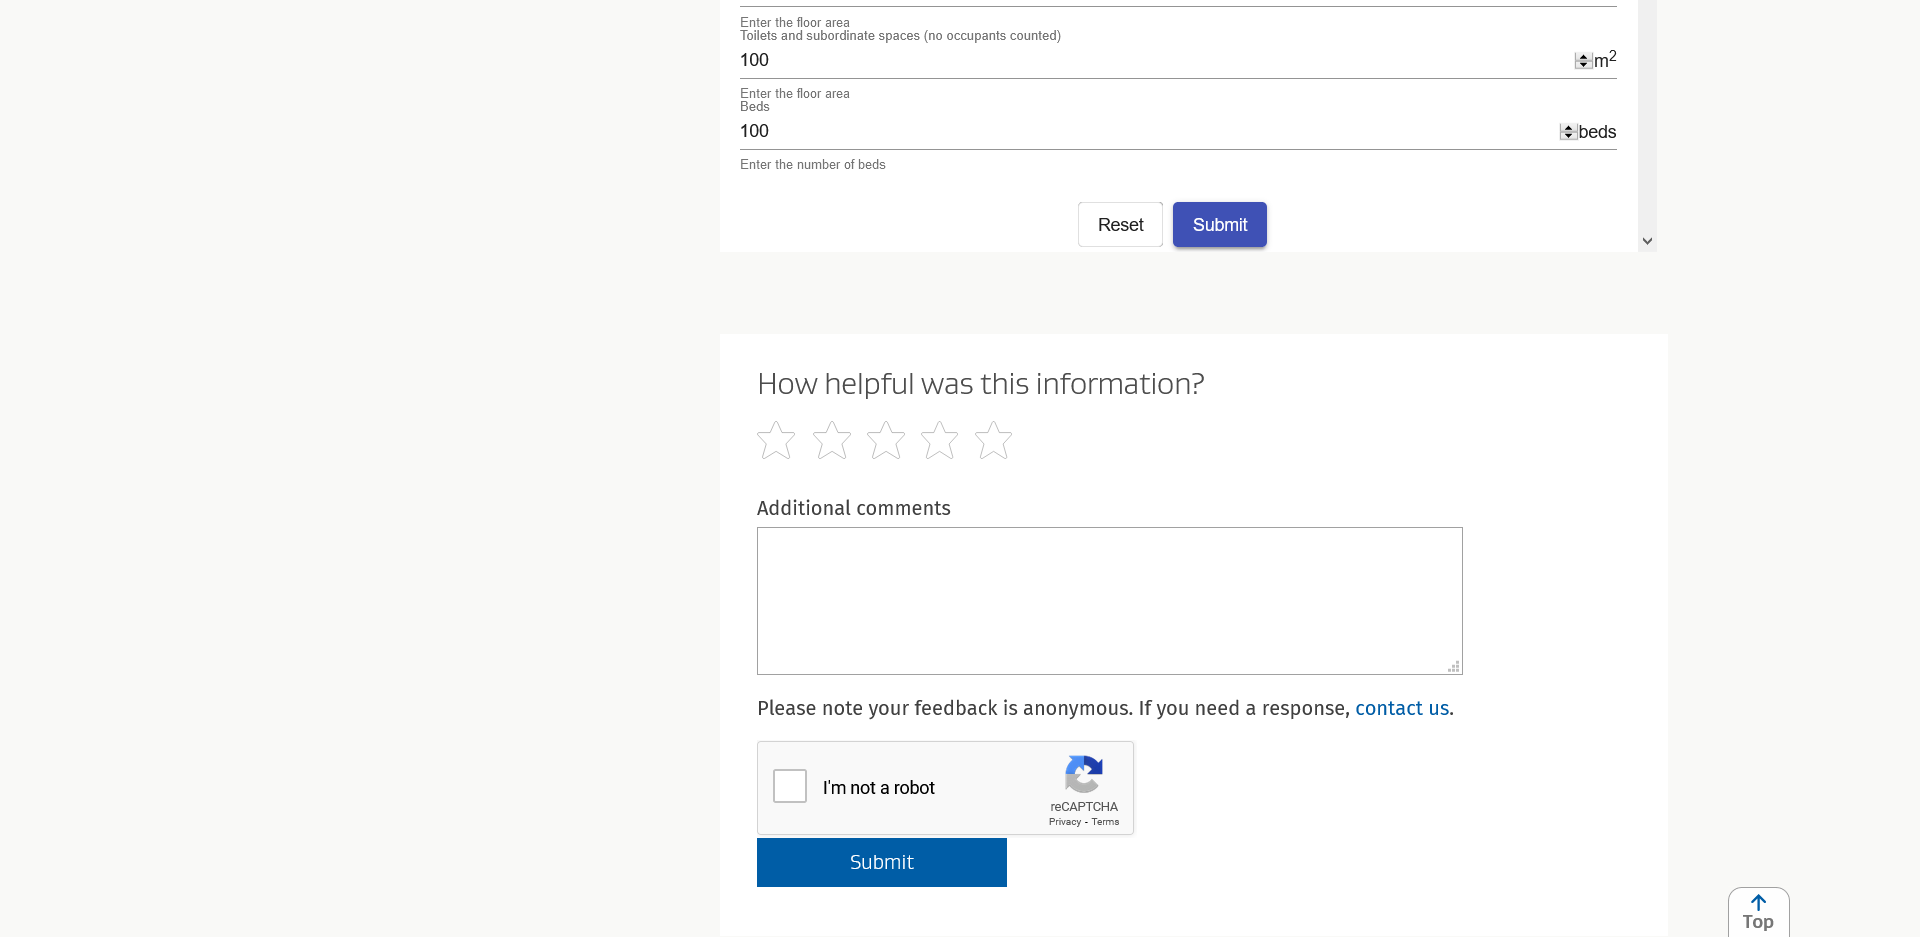 Enter the floor area
Toilets and subordinate spaces (no occupants counted)
100 m²
Enter the floor area
Beds
100 beds
Enter the number of beds
Reset Submit
How helpful was this information?
Additional comments
Please note your feedback is anonymous. If you need a response, contact us.
I'm not a robot
reCAPTCHA
Privacy - Terms
Submit
Top